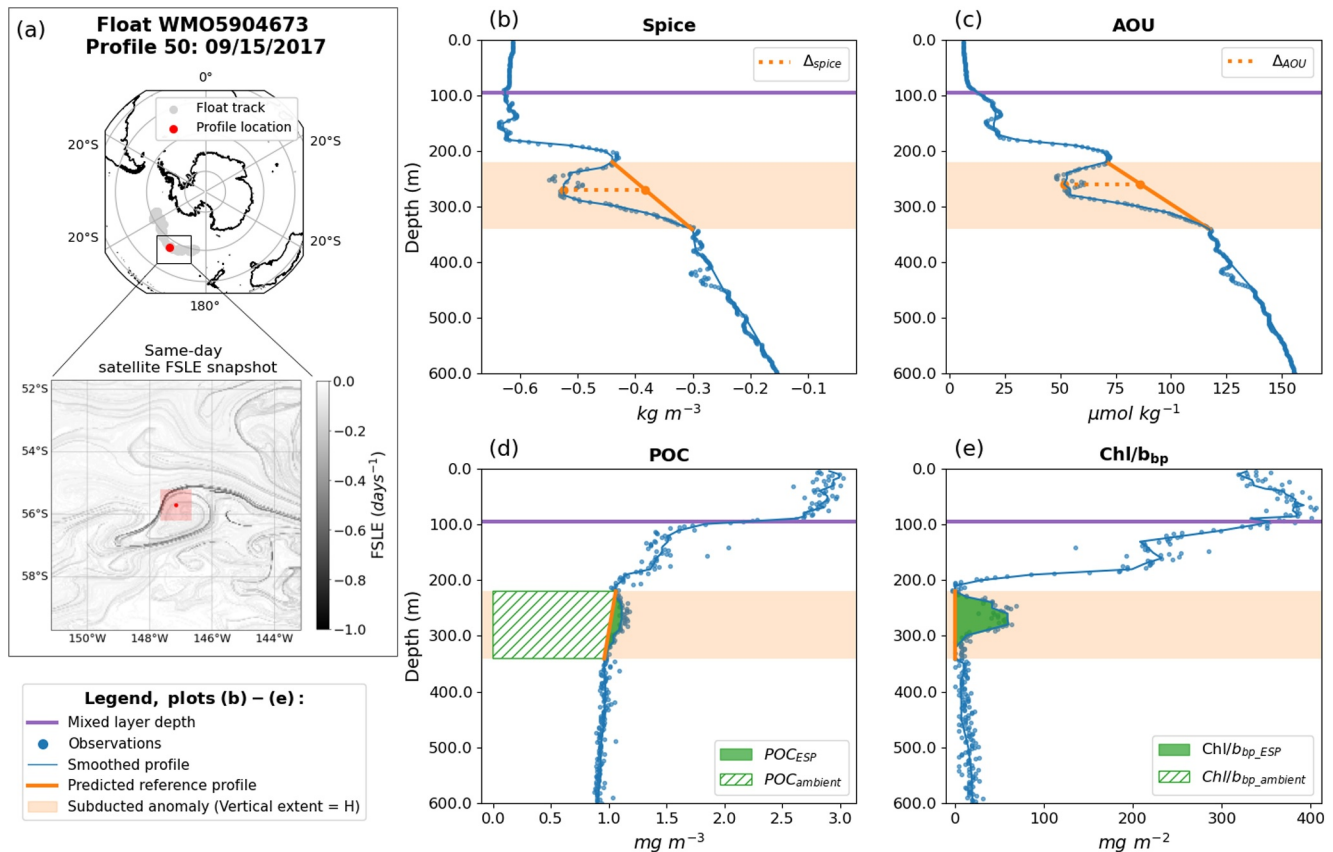 (a)
Float WMO5904673
Profile 50: 09/15/2017
0°
Float track
Profile location
20°S
20°S
20°S
20°S
180°
Same-day
satellite FSLE snapshot
52°S
54°S
56°S
58°S
150°W 148°W 146°W 144°W
0.0
−0.2
−0.4
−0.6
−0.8
−1.0
FSLE (days⁻¹)
Legend, plots (b) − (e) :
Mixed layer depth
Observations
Smoothed profile
Predicted reference profile
Subducted anomaly (Vertical extent = H)
(b)
Spice
Δspice
0.0
100.0
200.0
300.0
400.0
500.0
600.0
Depth (m)
−0.6 −0.5 −0.4 −0.3 −0.2 −0.1
kg m⁻³
(c)
AOU
ΔAOU
0.0
100.0
200.0
300.0
400.0
500.0
600.0
0 25 50 75 100 125 150
μmol kg⁻¹
(d)
POC
0.0
100.0
200.0
300.0
400.0
500.0
600.0
Depth (m)
POC_ESP
POC_ambient
0.0 0.5 1.0 1.5 2.0 2.5 3.0
mg m⁻³
(e)
Chl/b_bp
0.0
100.0
200.0
300.0
400.0
500.0
600.0
Chl/b_bp_ESP
Chl/b_bp_ambient
0 100 200 300 400
mg m⁻²